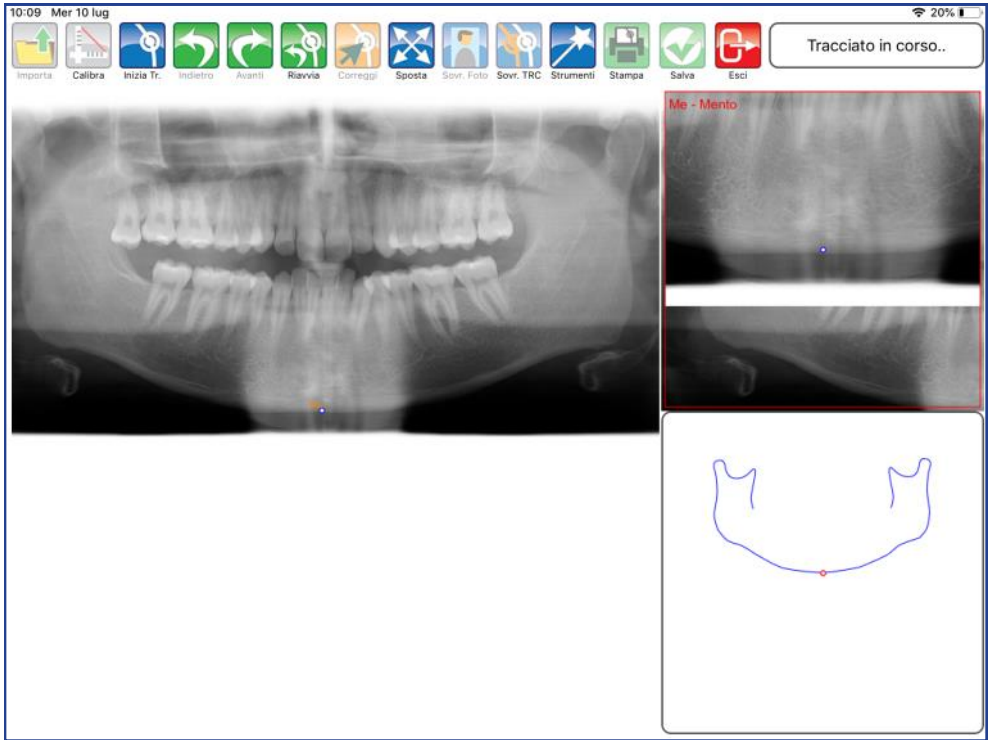 10:09 Mer 10 lug
20%
Importa
Calibra
Inizia Tr.
Indietro
Avanti
Riavvia
Correggi
Sposta
Sovr. Foto
Sovr. TRC
Strumenti
Stampa
Salva
Esci
Tracciato in corso..
Me - Mento